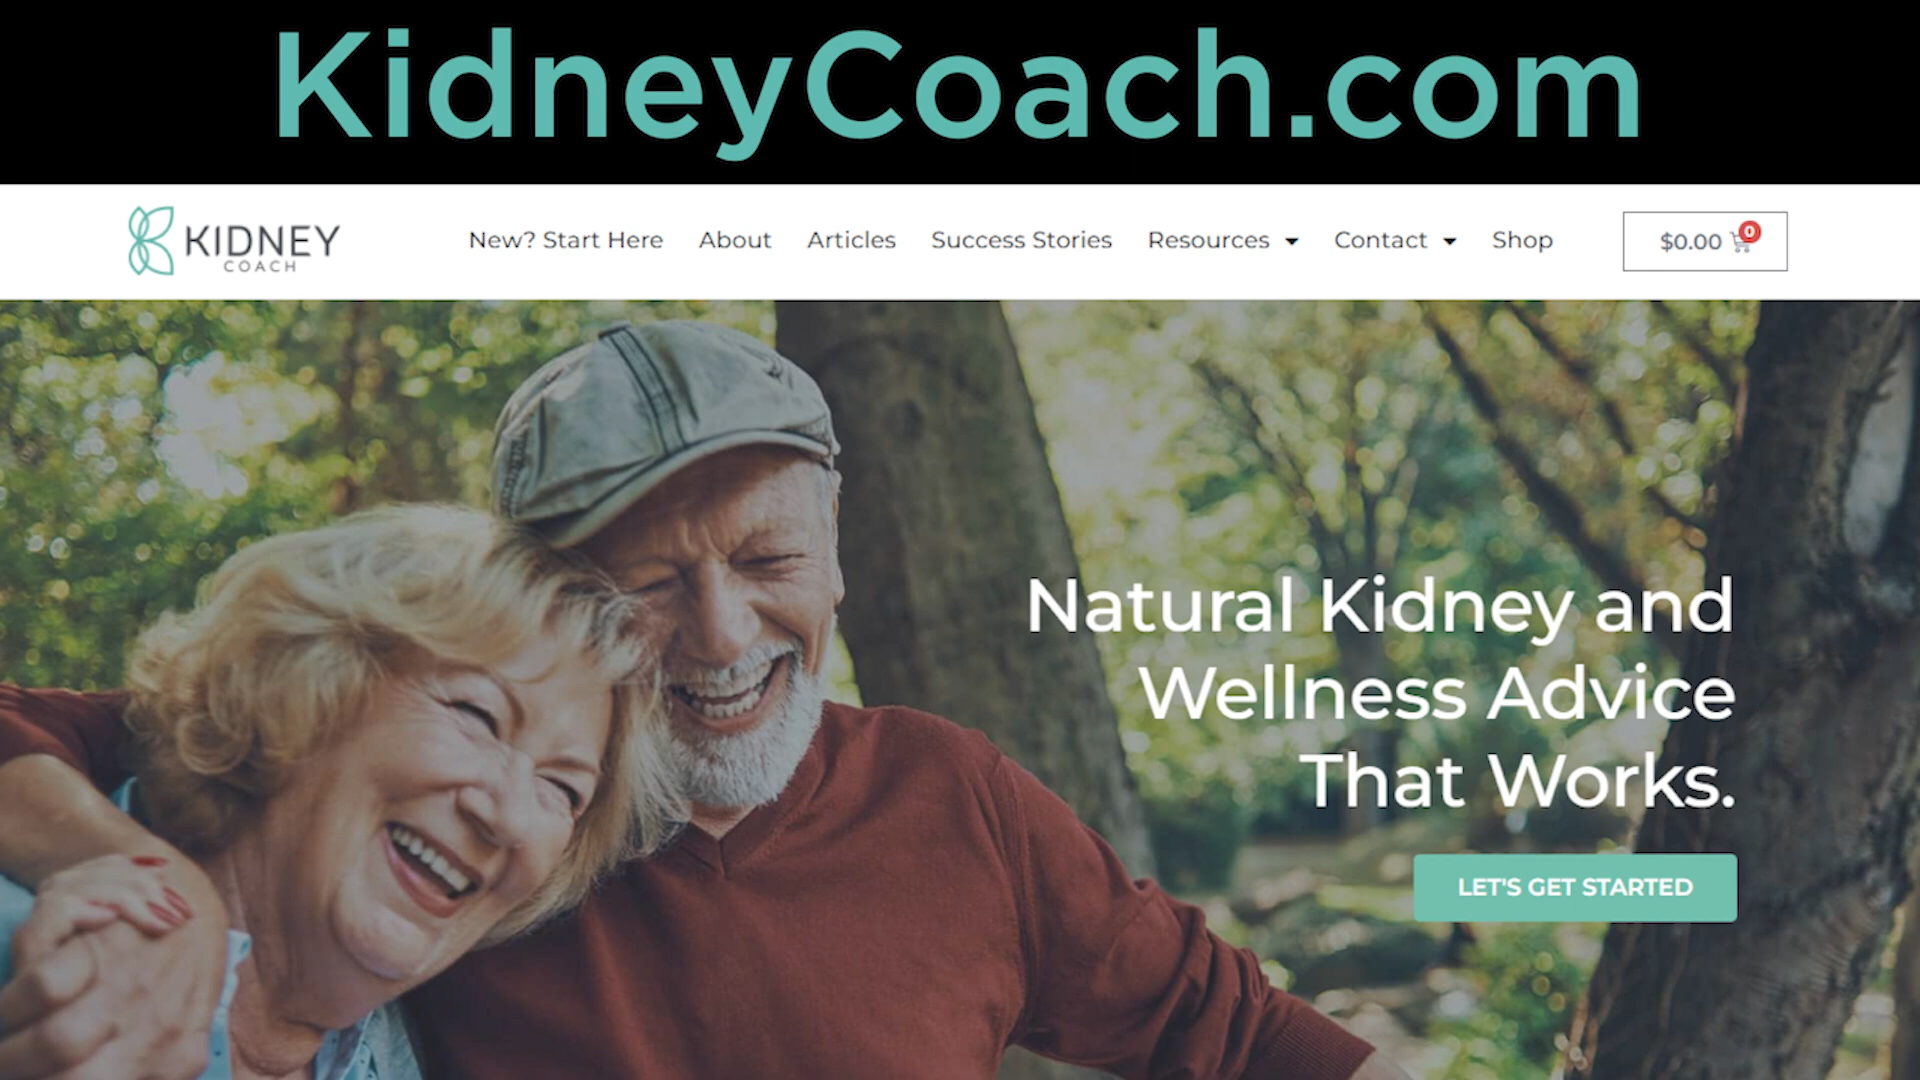 KidneyCoach.com
KIDNEY
COACH
New? Start Here About Articles Success Stories Resources Contact Shop
$0.00 0
Natural Kidney and
Wellness Advice
That Works.
LET'S GET STARTED